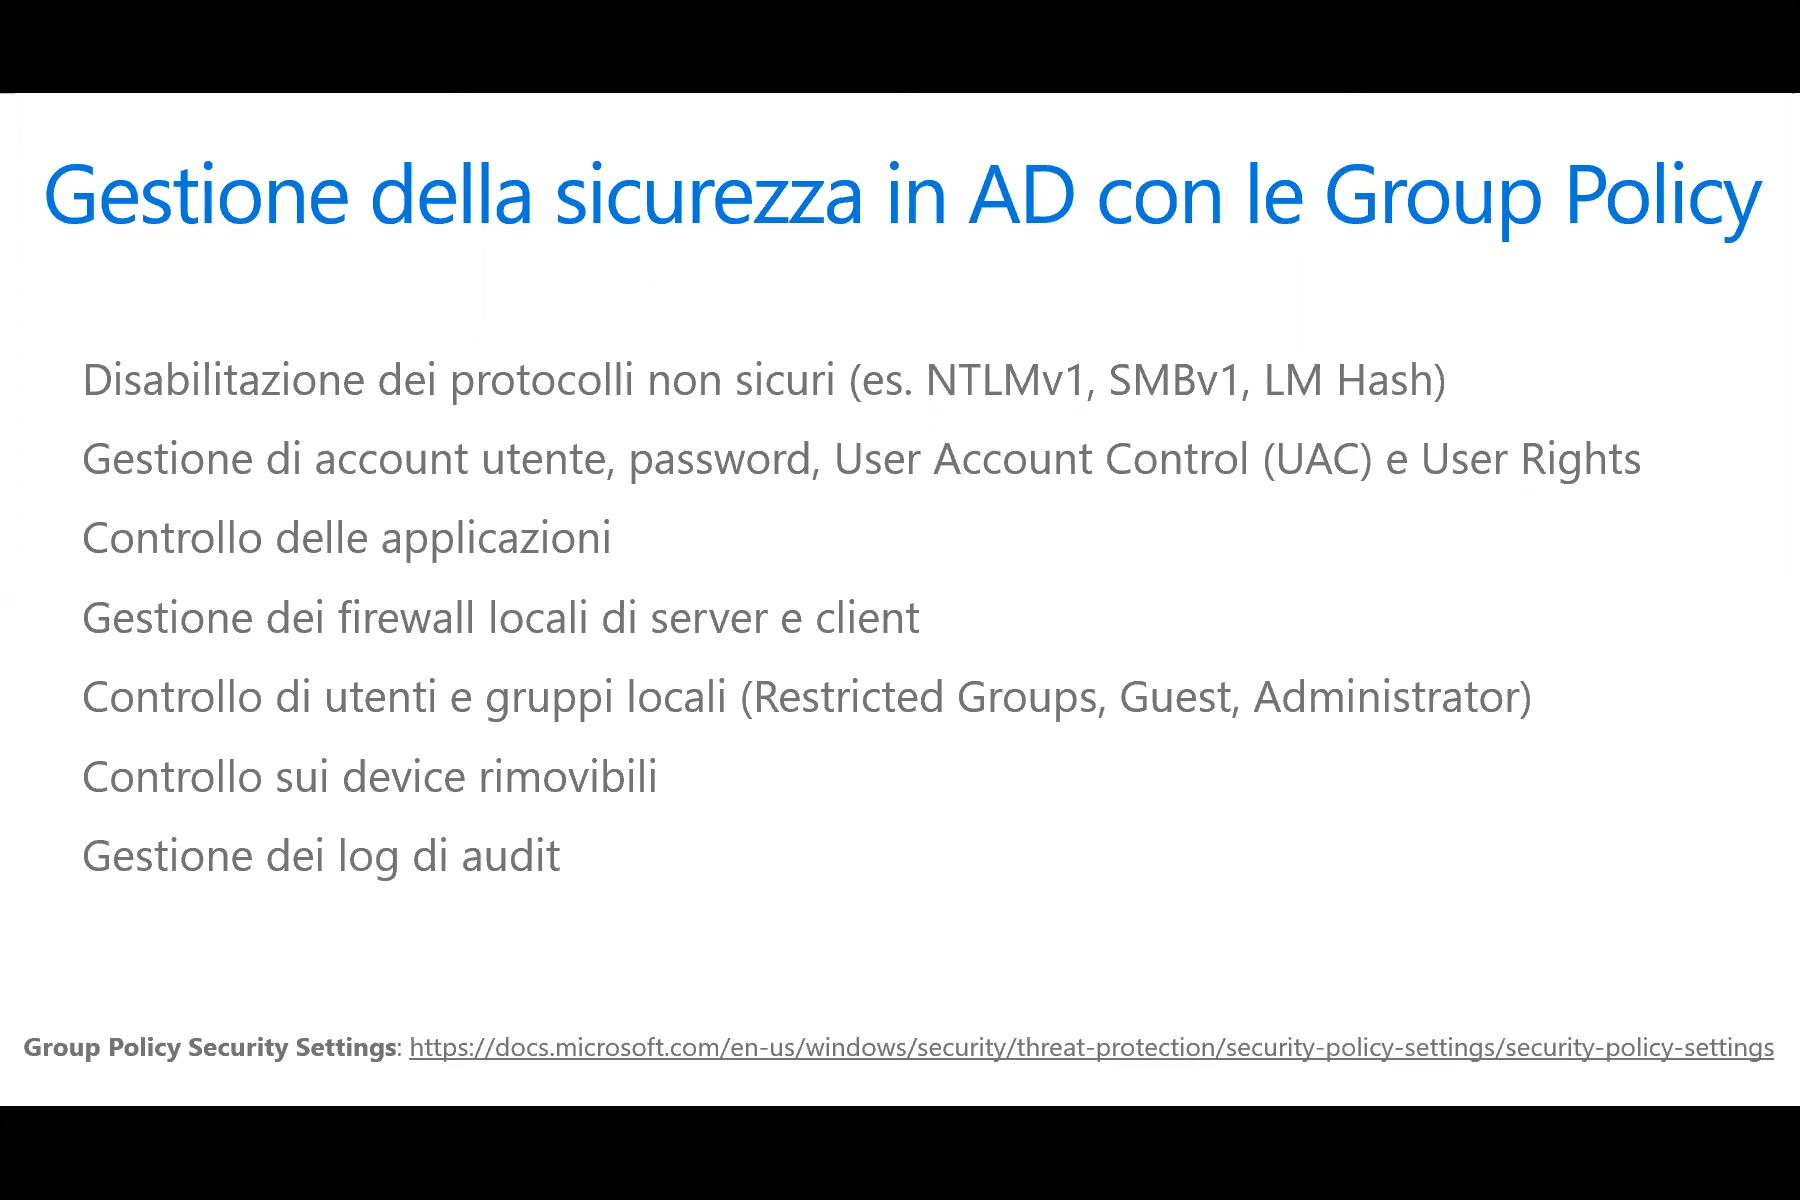 Gestione della sicurezza in AD con le Group Policy
Disabilitazione dei protocolli non sicuri (es. NTLMv1, SMBv1, LM Hash)
Gestione di account utente, password, User Account Control (UAC) e User Rights
Controllo delle applicazioni
Gestione dei firewall locali di server e client
Controllo di utenti e gruppi locali (Restricted Groups, Guest, Administrator)
Controllo sui device rimovibili
Gestione dei log di audit
Group Policy Security Settings: https://docs.microsoft.com/en-us/windows/security/threat-protection/security-policy-settings/security-policy-settings